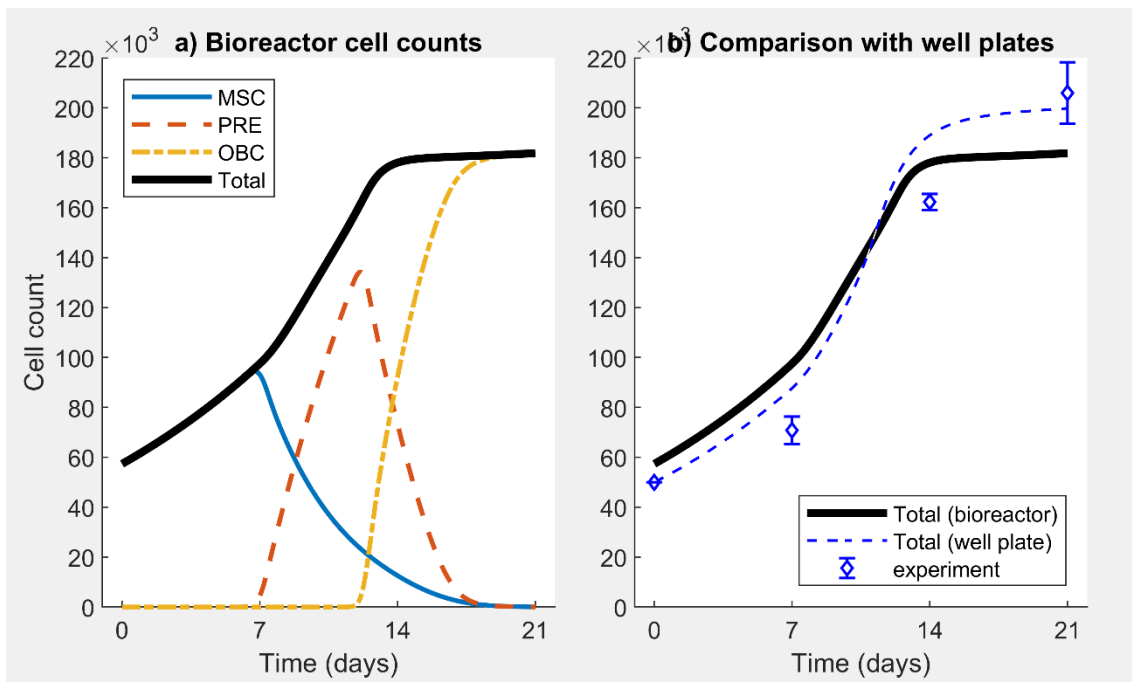 ×10³
a) Bioreactor cell counts
220
200
180
160
140
120
100
80
60
40
20
0
Cell count
MSC
PRE
OBC
Total
0 7 14 21
Time (days)
×10³
b) Comparison with well plates
220
200
180
160
140
120
100
80
60
40
20
0
Total (bioreactor)
Total (well plate)
experiment
0 7 14 21
Time (days)